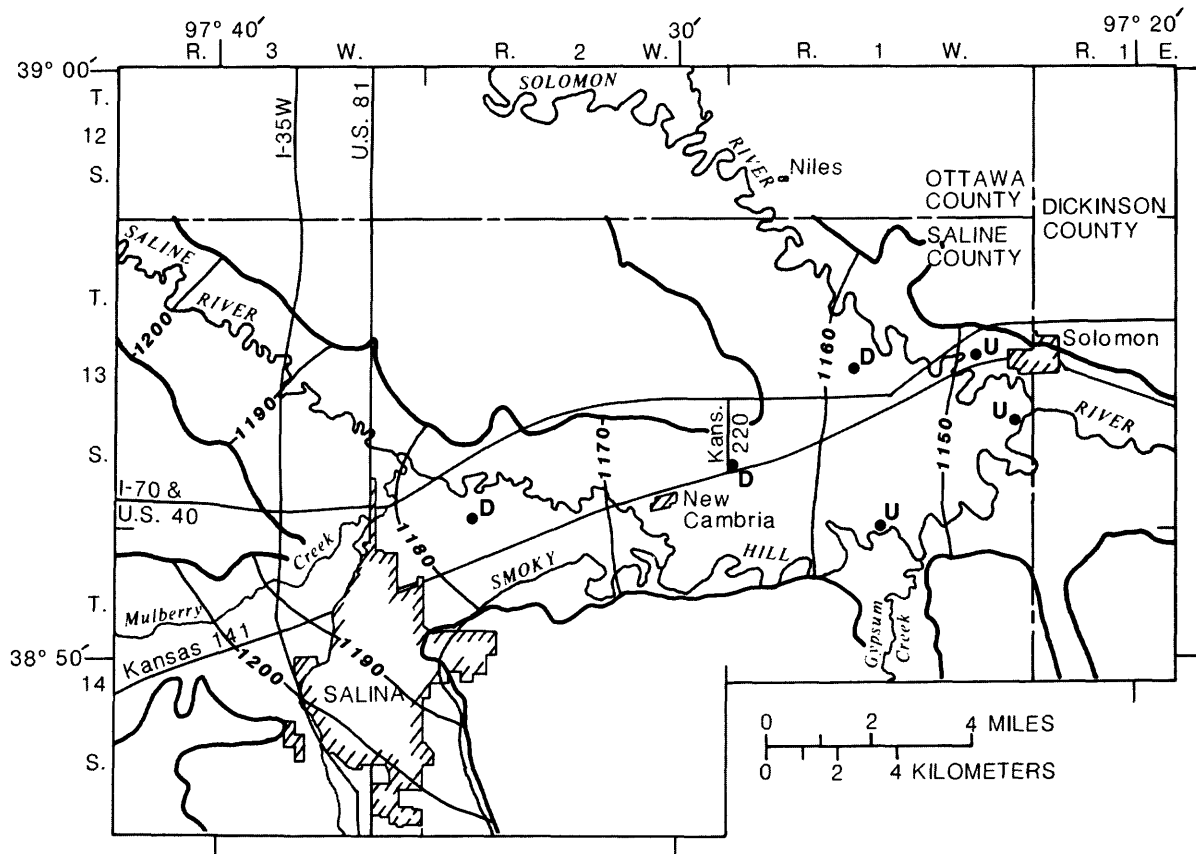 97° 40′
30′
97° 20′
R. 3 W.
R. 2 W.
R. 1 W.
R. 1 E.
39° 00′
T. 12 S.
I-35W
U.S. 81
SOLOMON
RIVER
Niles
OTTAWA COUNTY
DICKINSON COUNTY
SALINE COUNTY
SALINE
RIVER
T. 13 S.
1200
1190
1160
D
U
Solomon
U
RIVER
1170
Kans. 220
1150
D
I-70 &
U.S. 40
D
New
Cambria
U
Creek
1180
SMOKY
HILL
T. 14 S.
Mulberry
Kansas 141
Gypsum
Creek
38° 50′
1200
1190
SALINA
0 2 4 MILES
0 2 4 KILOMETERS